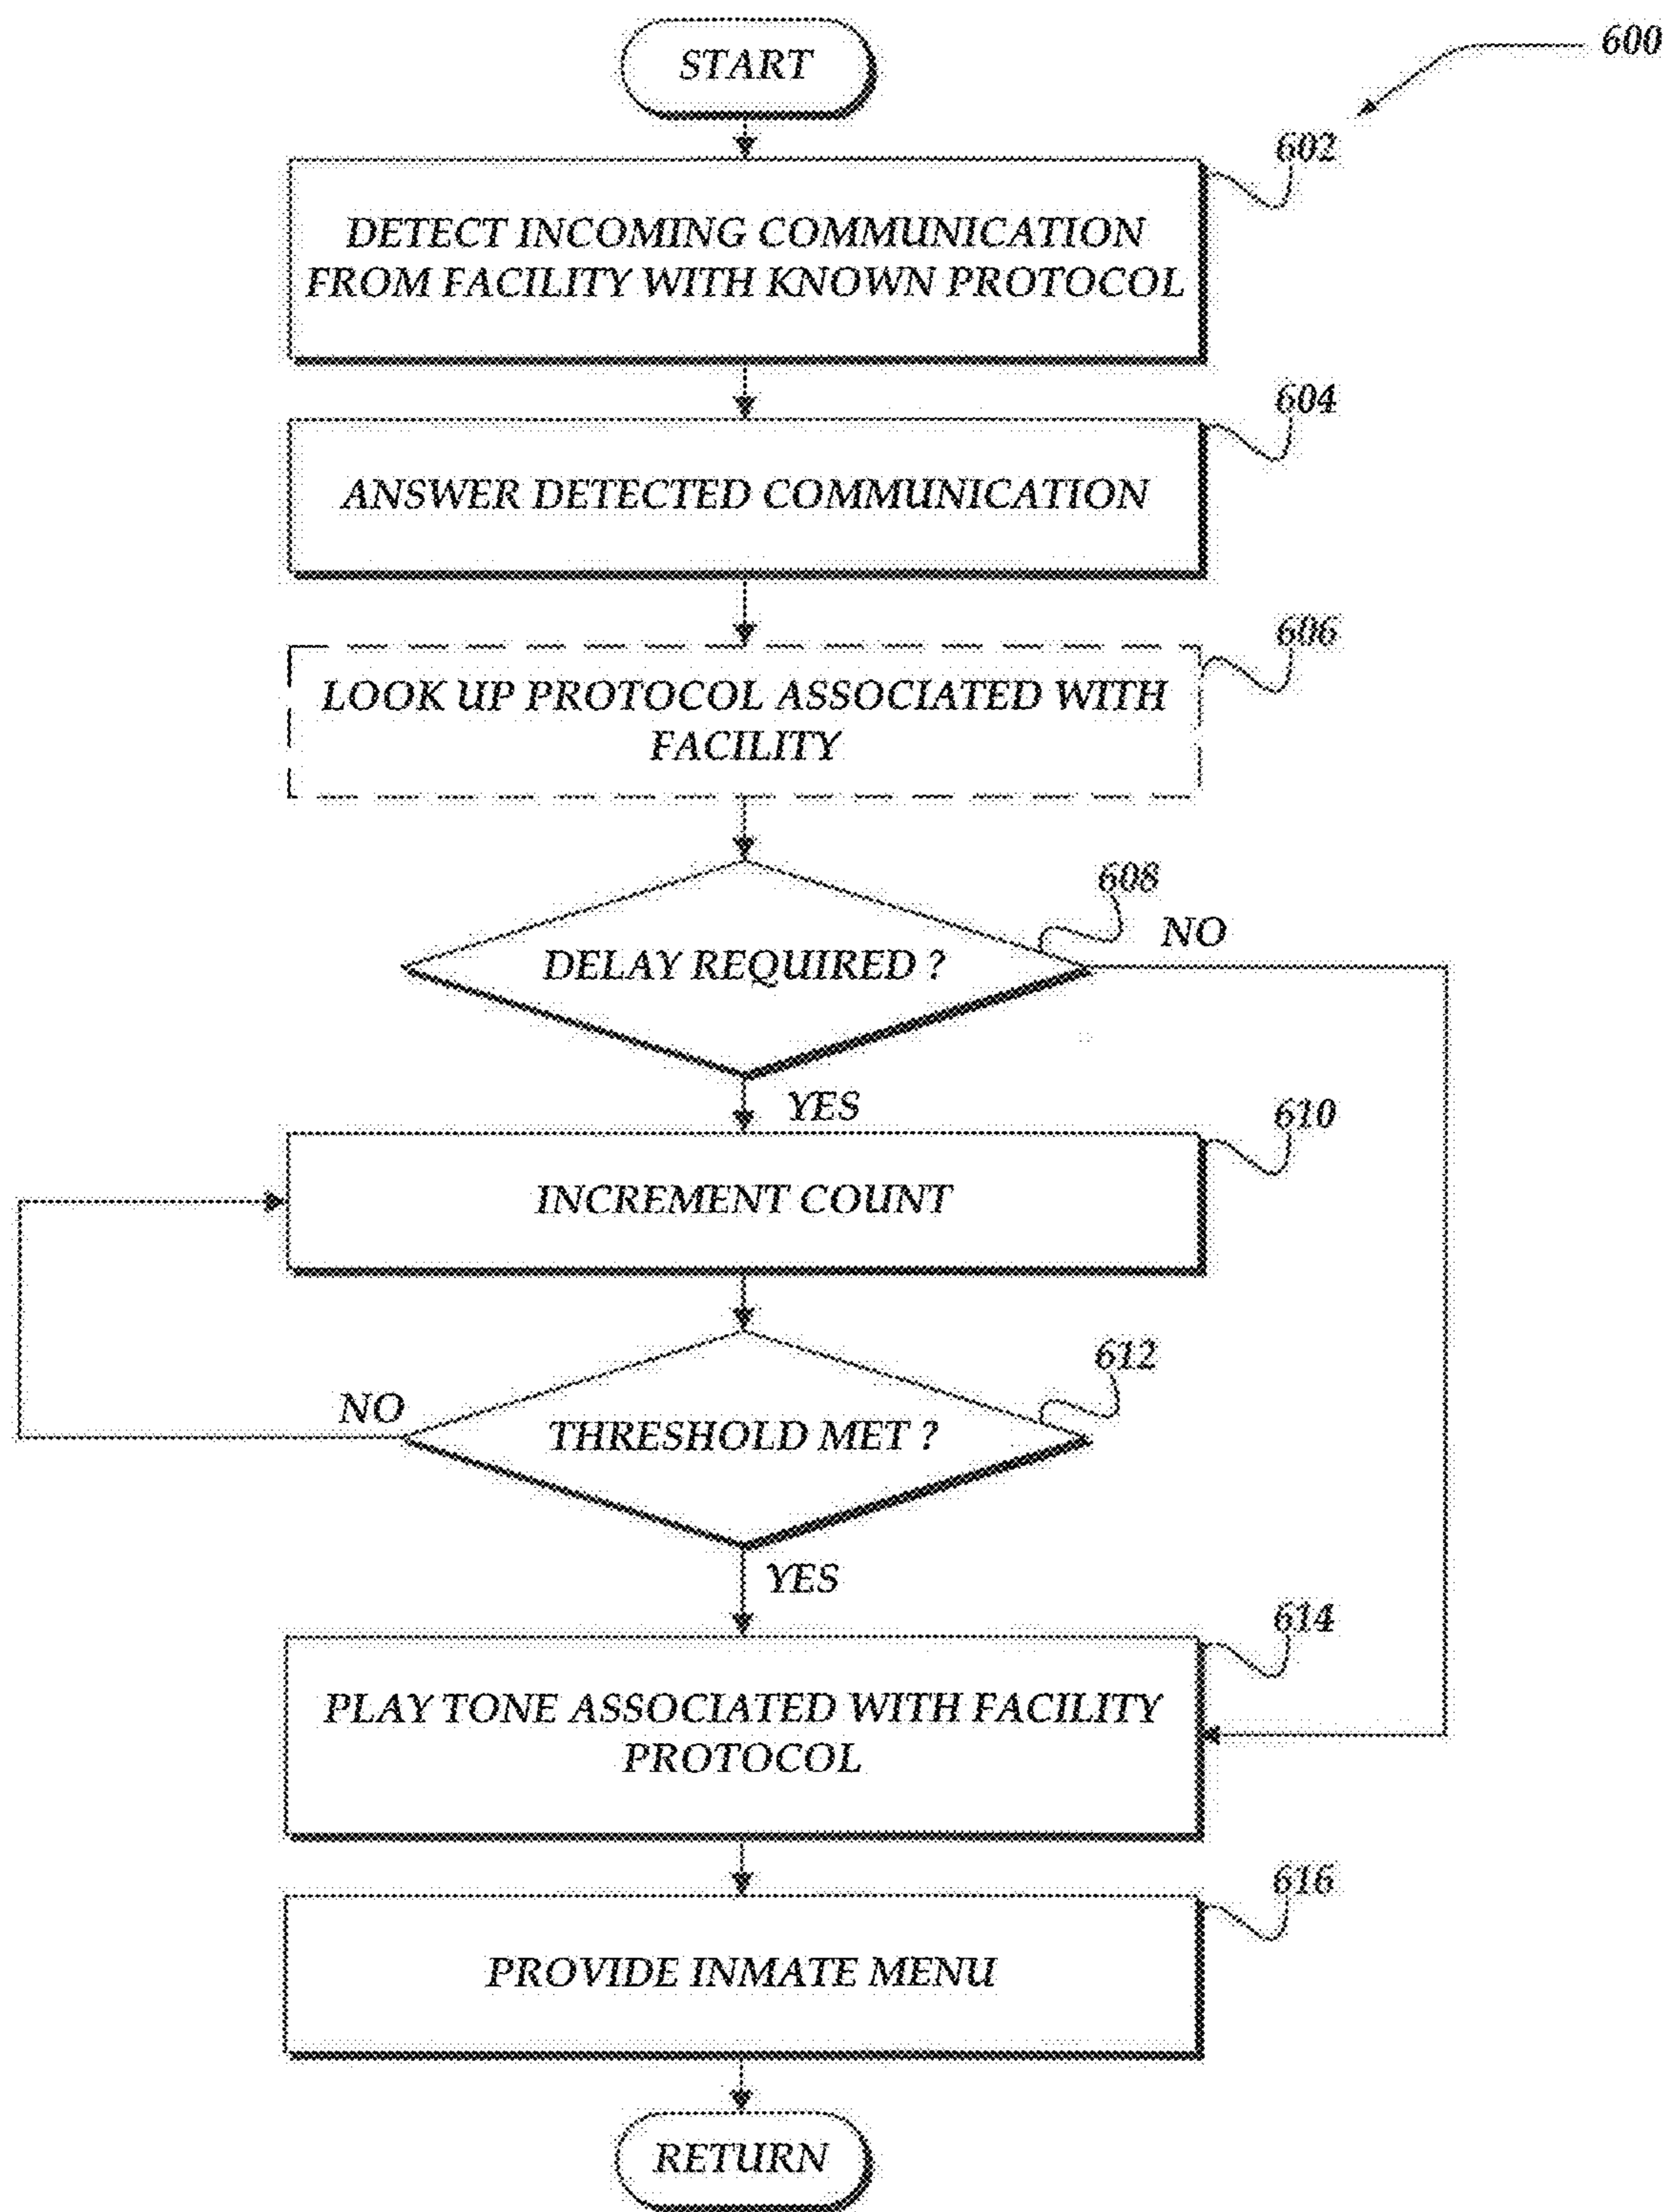 START
600
602
DETECT INCOMING COMMUNICATION
FROM FACILITY WITH KNOWN PROTOCOL
604
ANSWER DETECTED COMMUNICATION
606
LOOK UP PROTOCOL ASSOCIATED WITH
FACILITY
608
NO
DELAY REQUIRED ?
YES
610
INCREMENT COUNT
612
NO
THRESHOLD MET ?
YES
614
PLAY TONE ASSOCIATED WITH FACILITY
PROTOCOL
616
PROVIDE INMATE MENU
RETURN